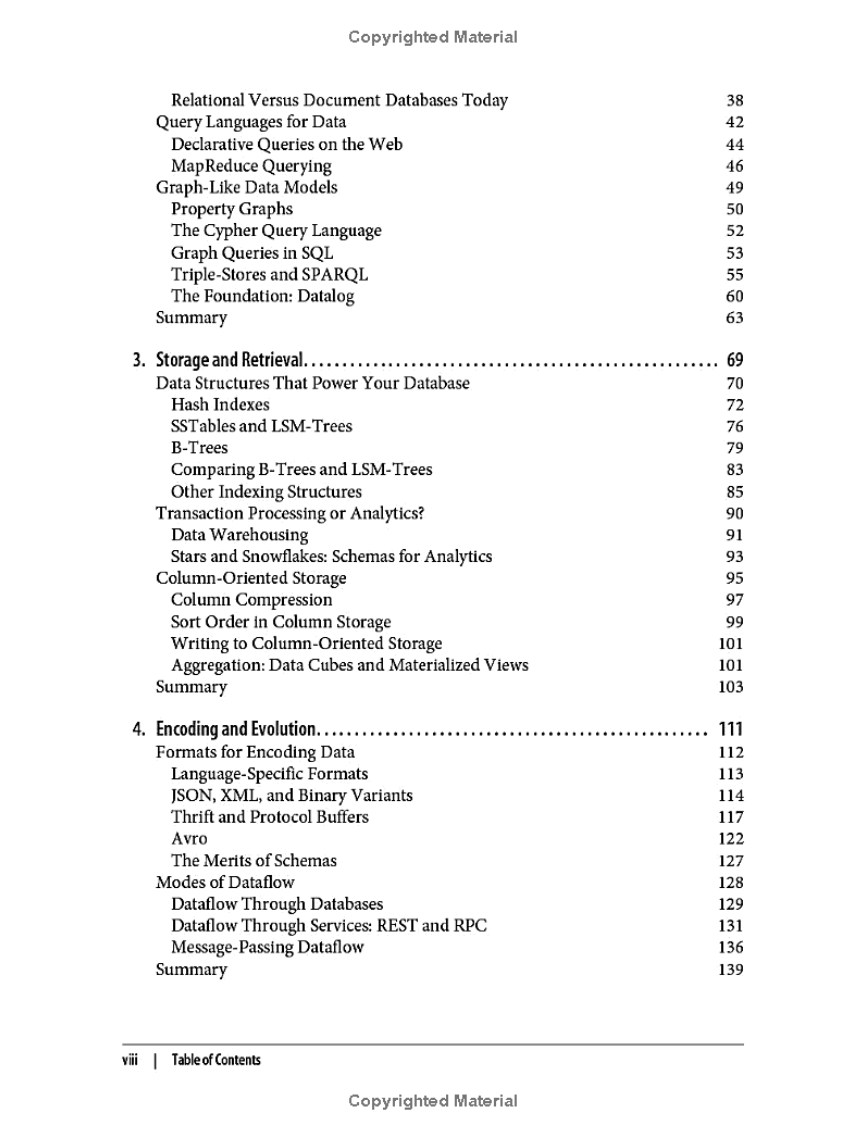 Copyrighted Material
Relational Versus Document Databases Today 38
Query Languages for Data 42
Declarative Queries on the Web 44
MapReduce Querying 46
Graph-Like Data Models 49
Property Graphs 50
The Cypher Query Language 52
Graph Queries in SQL 53
Triple-Stores and SPARQL 55
The Foundation: Datalog 60
Summary 63
3. Storage and Retrieval. . . . . . . . . . . . . . . . . . . . . . . . . . . . . . . . . . . . . . . . . . . . . . . . . . . . . . 69
Data Structures That Power Your Database 70
Hash Indexes 72
SSTables and LSM-Trees 76
B-Trees 79
Comparing B-Trees and LSM-Trees 83
Other Indexing Structures 85
Transaction Processing or Analytics? 90
Data Warehousing 91
Stars and Snowflakes: Schemas for Analytics 93
Column-Oriented Storage 95
Column Compression 97
Sort Order in Column Storage 99
Writing to Column-Oriented Storage 101
Aggregation: Data Cubes and Materialized Views 101
Summary 103
4. Encoding and Evolution. . . . . . . . . . . . . . . . . . . . . . . . . . . . . . . . . . . . . . . . . . . . . . . . . . . 111
Formats for Encoding Data 112
Language-Specific Formats 113
JSON, XML, and Binary Variants 114
Thrift and Protocol Buffers 117
Avro 122
The Merits of Schemas 127
Modes of Dataflow 128
Dataflow Through Databases 129
Dataflow Through Services: REST and RPC 131
Message-Passing Dataflow 136
Summary 139
viii | Table of Contents
Copyrighted Material